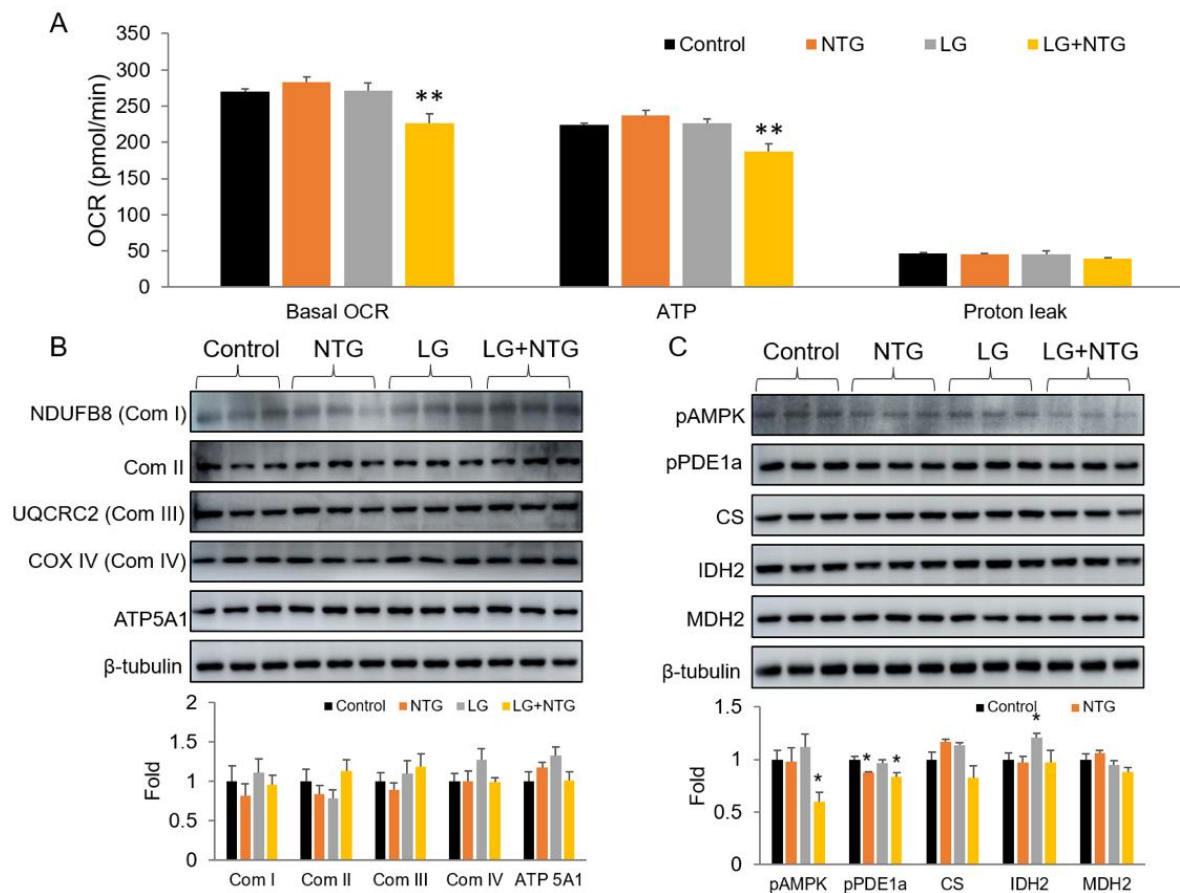 A
Control NTG LG LG+NTG
OCR (pmol/min)
300
250
200
150
100
50
0
** **
Basal OCR ATP Proton leak
B
Control NTG LG LG+NTG
NDUFB8 (Com I)
Com II
UQCRC2 (Com III)
COX IV (Com IV)
ATP5A1
β-tubulin
Control NTG LG LG+NTG
Fold
2
1.5
1
0.5
0
Com I Com II Com III Com IV ATP 5A1
C
Control NTG LG LG+NTG
pAMPK
pPDE1a
CS
IDH2
MDH2
β-tubulin
Control NTG
Fold
1.5
1
0.5
0
* * * *
pAMPK pPDE1a CS IDH2 MDH2